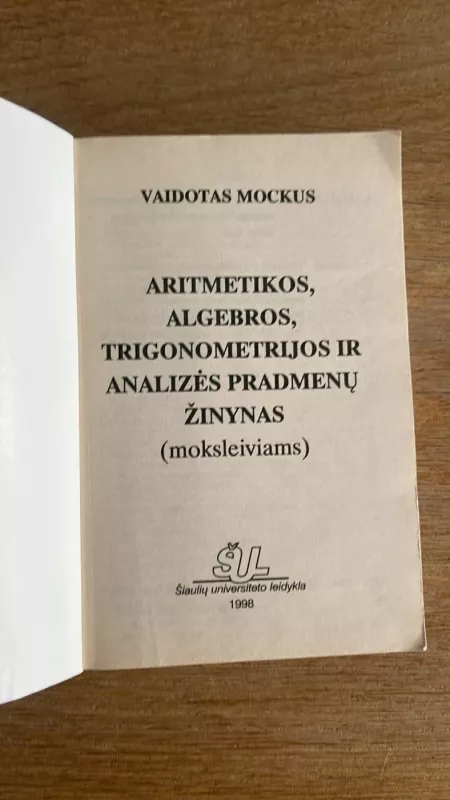 VAIDOTAS MOCKUS
ARITMETIKOS,
ALGEBROS,
TRIGONOMETRIJOS IR
ANALIZĖS PRADMENŲ
ŽINYNAS
(moksleiviams)
ŠUL
Šiaulių universiteto leidykla
1998